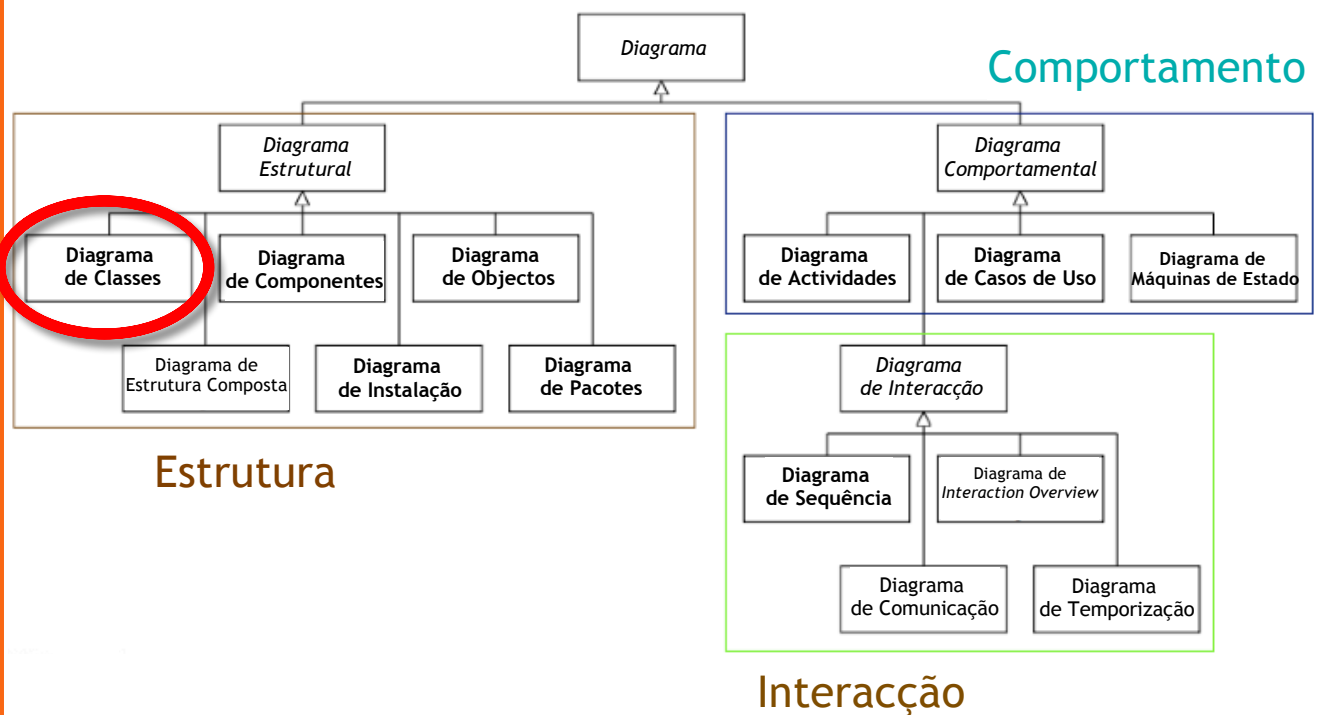 Diagrama
Comportamento
Diagrama
Estrutural
Diagrama
Comportamental
Diagrama
de Classes
Diagrama
de Componentes
Diagrama
de Objectos
Diagrama
de Actividades
Diagrama
de Casos de Uso
Diagrama de
Máquinas de Estado
Diagrama de
Estrutura Composta
Diagrama
de Instalação
Diagrama
de Pacotes
Diagrama
de Interacção
Estrutura
Diagrama
de Sequência
Diagrama de
Interaction Overview
Diagrama
de Comunicação
Diagrama
de Temporização
Interacção